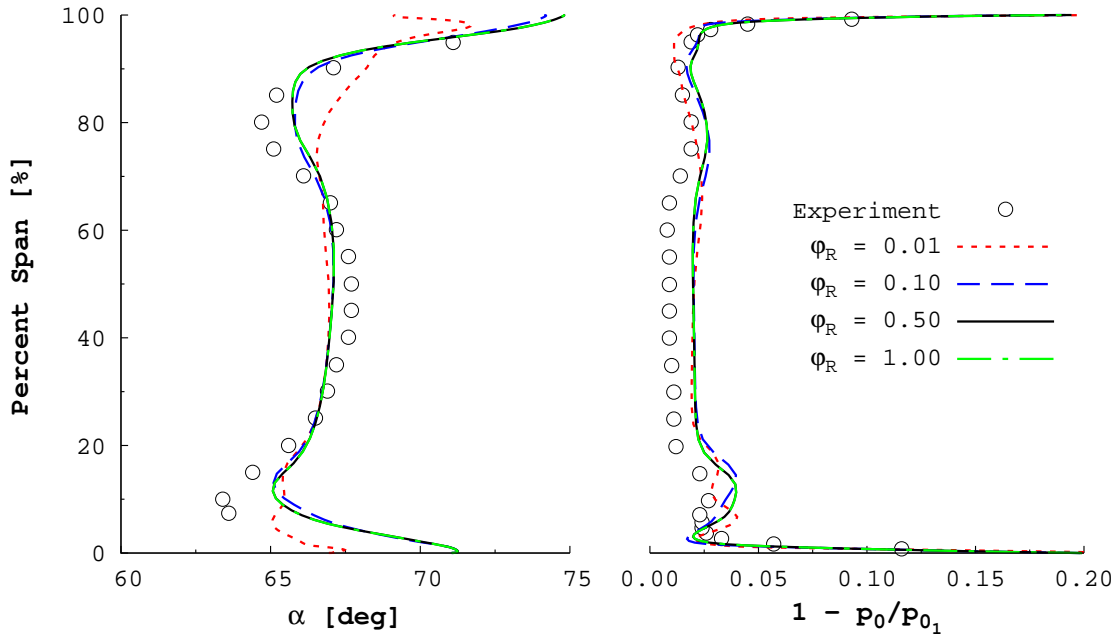 Percent Span [%]
100
80
60
40
20
0
60
65
71
75
α [deg]
Experiment
φR = 0.01
φR = 0.10
φR = 0.50
φR = 1.00
0.00
0.05
0.10
0.15
0.20
1 − p0/p01